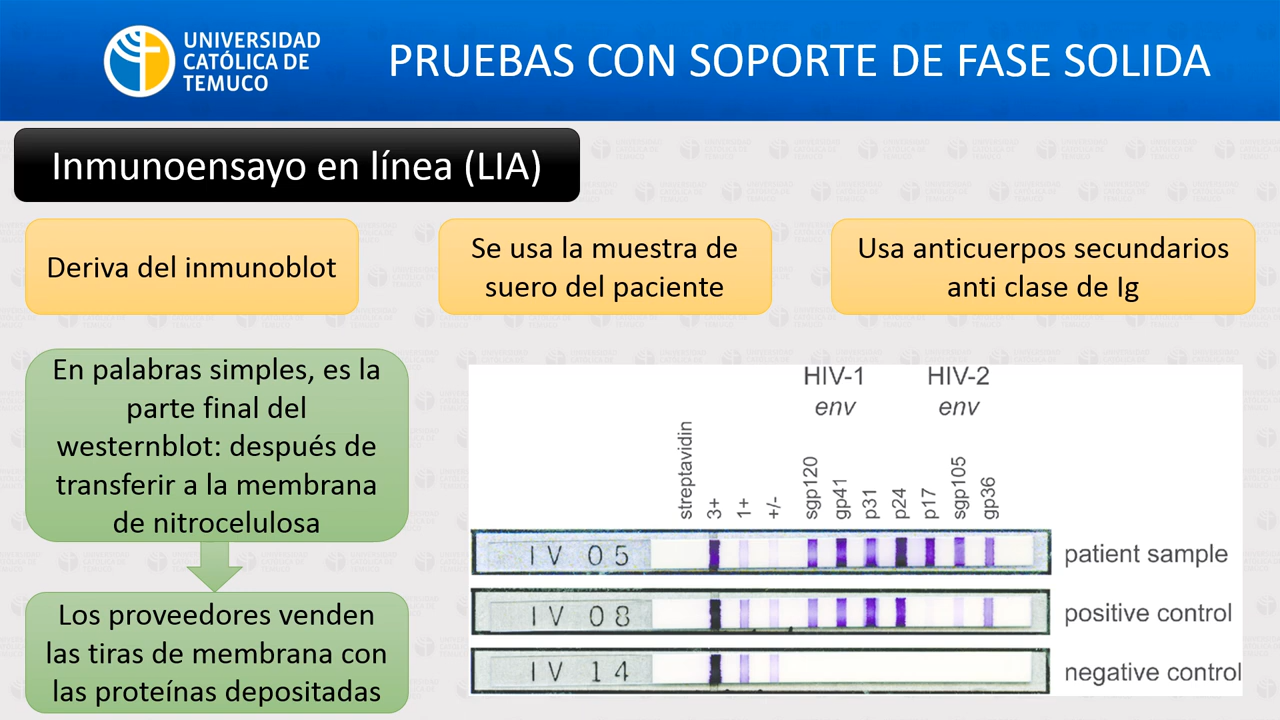 UNIVERSIDAD
CATÓLICA DE
TEMUCO
PRUEBAS CON SOPORTE DE FASE SOLIDA
Inmunoensayo en línea (LIA)
Deriva del inmunoblot
Se usa la muestra de
suero del paciente
Usa anticuerpos secundarios
anti clase de Ig
En palabras simples, es la
parte final del
westernblot: después de
transferir a la membrana
de nitrocelulosa
Los proveedores venden
las tiras de membrana con
las proteínas depositadas
HIV-1
env
HIV-2
env
streptavidin
3+
1+
+/-
sgp120
gp41
p31
p24
p17
sgp105
gp36
IV 05
patient sample
IV 08
positive control
IV 14
negative control